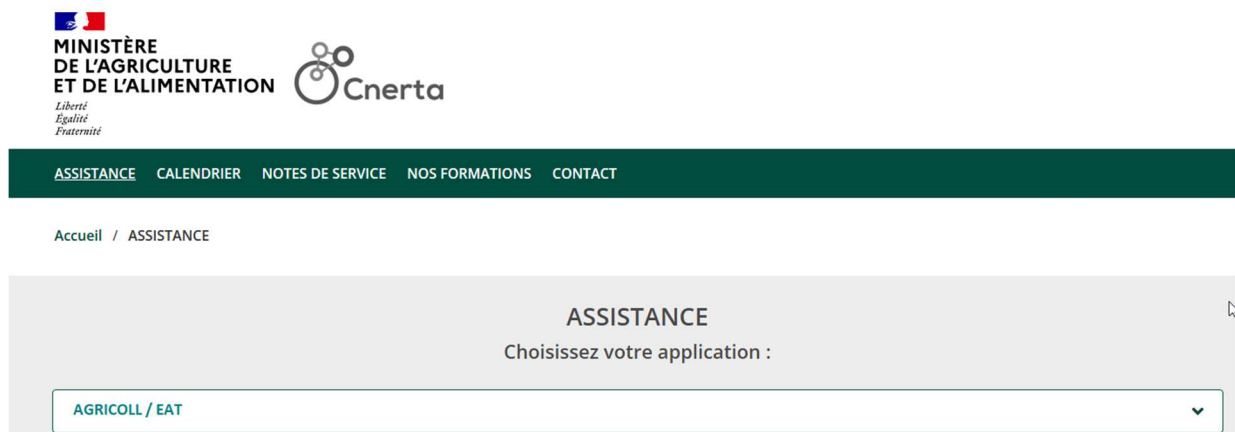 MINISTÈRE
DE L'AGRICULTURE
ET DE L'ALIMENTATION
Liberté
Égalité
Fraternité
Cnerta
ASSISTANCE CALENDRIER NOTES DE SERVICE NOS FORMATIONS CONTACT
Accueil / ASSISTANCE
ASSISTANCE
Choisissez votre application :
AGRICOLL / EAT